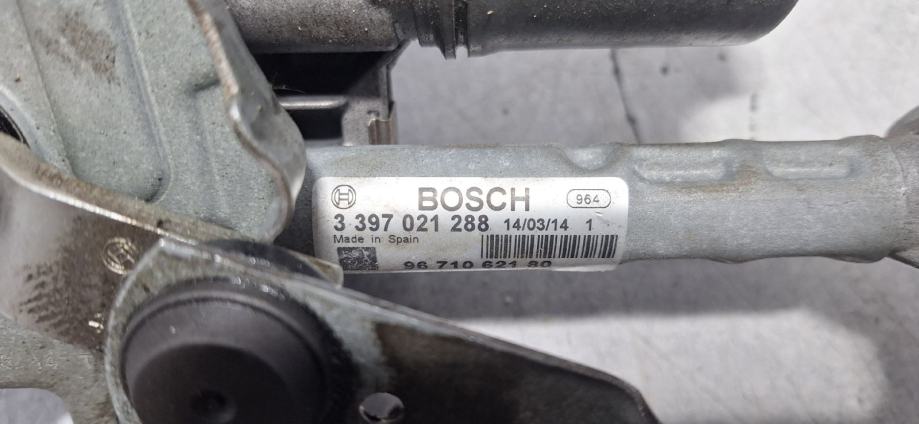 BOSCH 964
3 397 021 288 14/03/14 1
Made in Spain
96 710 621 80